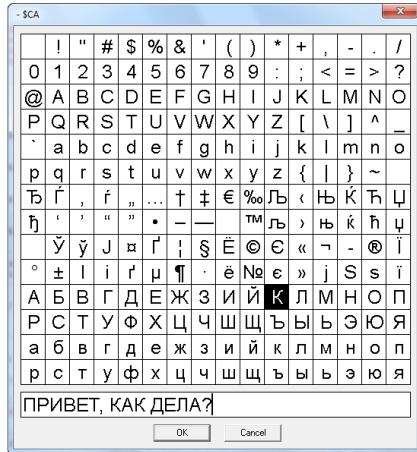 - $CA
! " # $ % & ' ( ) * + , - . /
0 1 2 3 4 5 6 7 8 9 : ; < = > ?
@ A B C D E F G H I J K L M N O
P Q R S T U V W X Y Z [ \ ] ^ _
` a b c d e f g h i j k l m n o
p q r s t u v w x y z { | } ~
Ђ Ѓ ‚ ѓ „ … † ‡ € ‰ Љ ‹ Њ Ќ Ћ Џ
ђ ‘ ’ “ ” • – — ™ љ › њ ќ ћ џ
Ў ў Ј ¤ Ґ ¦ § Ё © Є « ¬ - ® Ї
° ± І і ґ µ ¶ · ё № є » ј Ѕ ѕ ї
А Б В Г Д Е Ж З И Й К Л М Н О П
Р С Т У Ф Х Ц Ч Ш Щ Ъ Ы Ь Э Ю Я
а б в г д е ж з и й к л м н о п
р с т у ф х ц ч ш щ ъ ы ь э ю я
ПРИВЕТ, КАК ДЕЛА?
OK Cancel